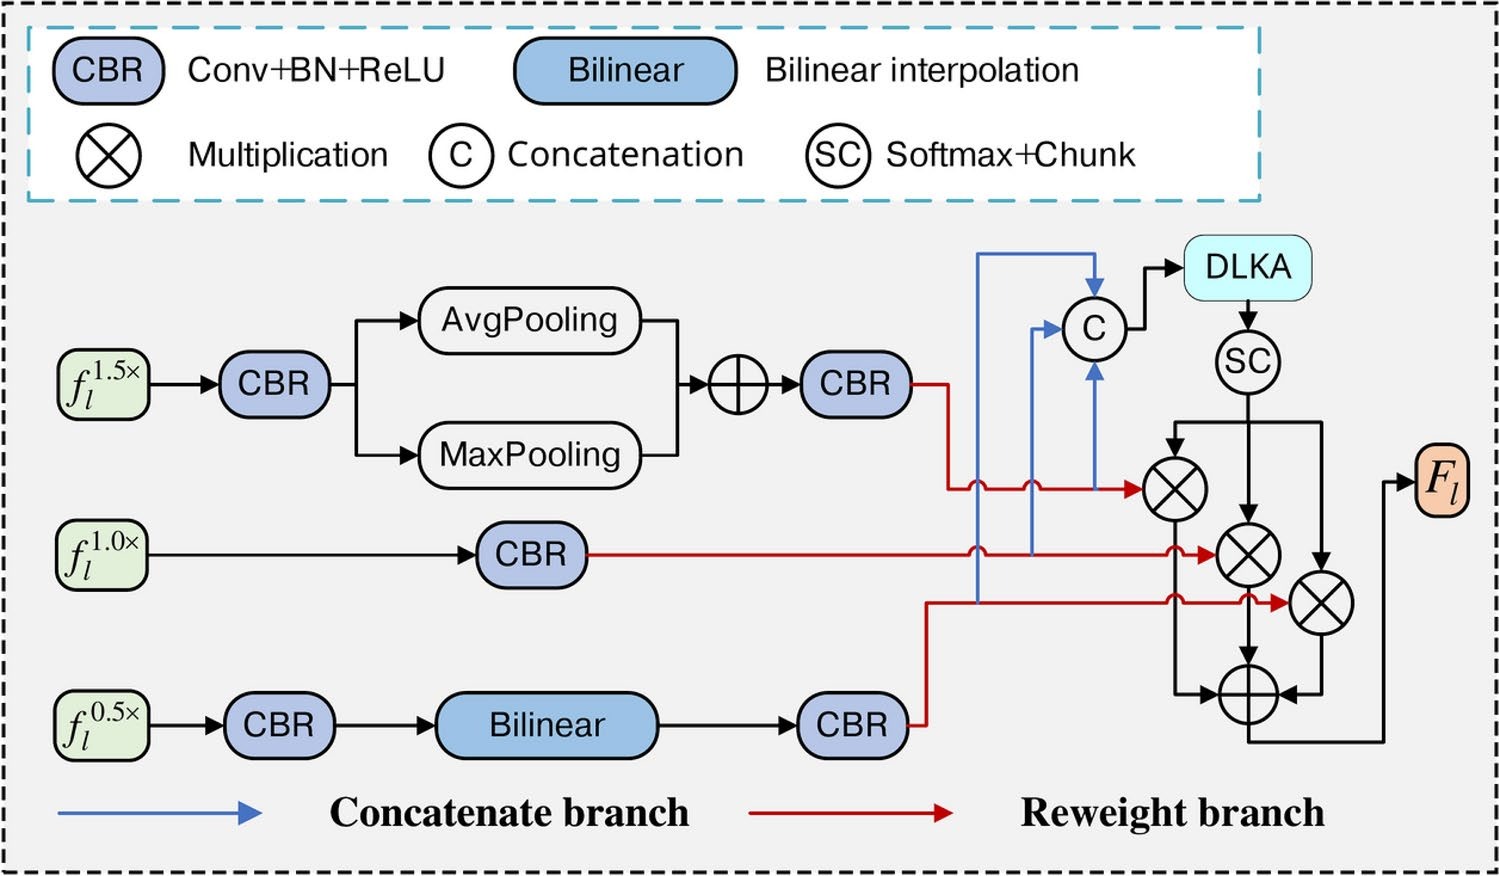 CBR Conv+BN+ReLU Bilinear Bilinear interpolation
Multiplication C Concatenation SC Softmax+Chunk
DLKA
AvgPooling
C
SC
f_l^{1.5×} CBR CBR
MaxPooling
F_l
f_l^{1.0×} CBR
f_l^{0.5×} CBR Bilinear CBR
Concatenate branch Reweight branch